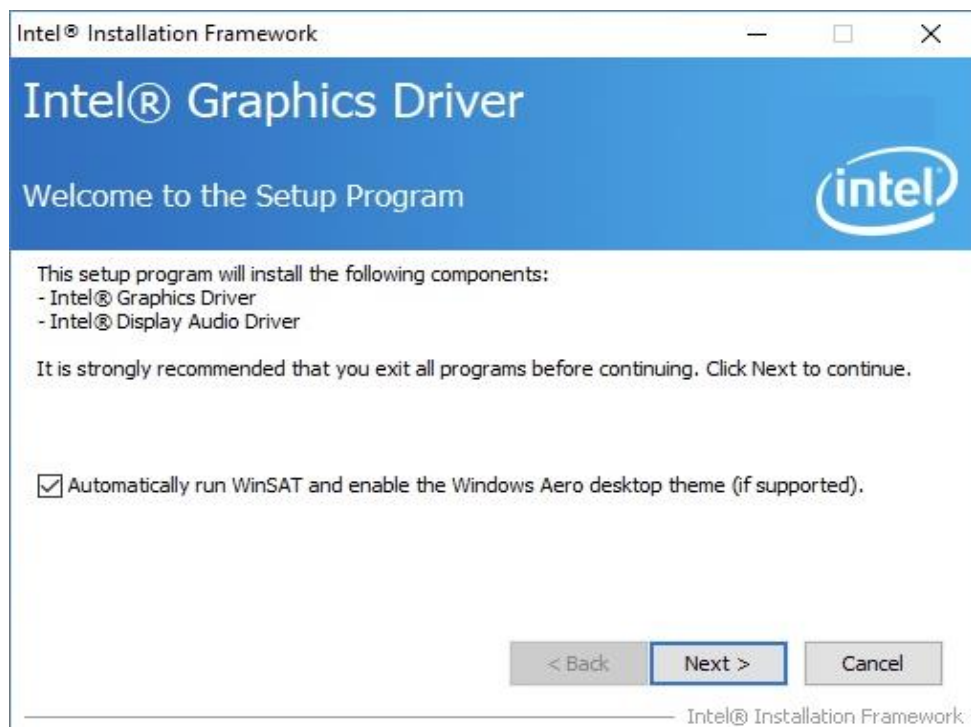 Intel® Installation Framework
Intel® Graphics Driver
Welcome to the Setup Program
intel
This setup program will install the following components:
- Intel® Graphics Driver
- Intel® Display Audio Driver
It is strongly recommended that you exit all programs before continuing. Click Next to continue.
Automatically run WinSAT and enable the Windows Aero desktop theme (if supported).
< Back
Next >
Cancel
Intel® Installation Framework